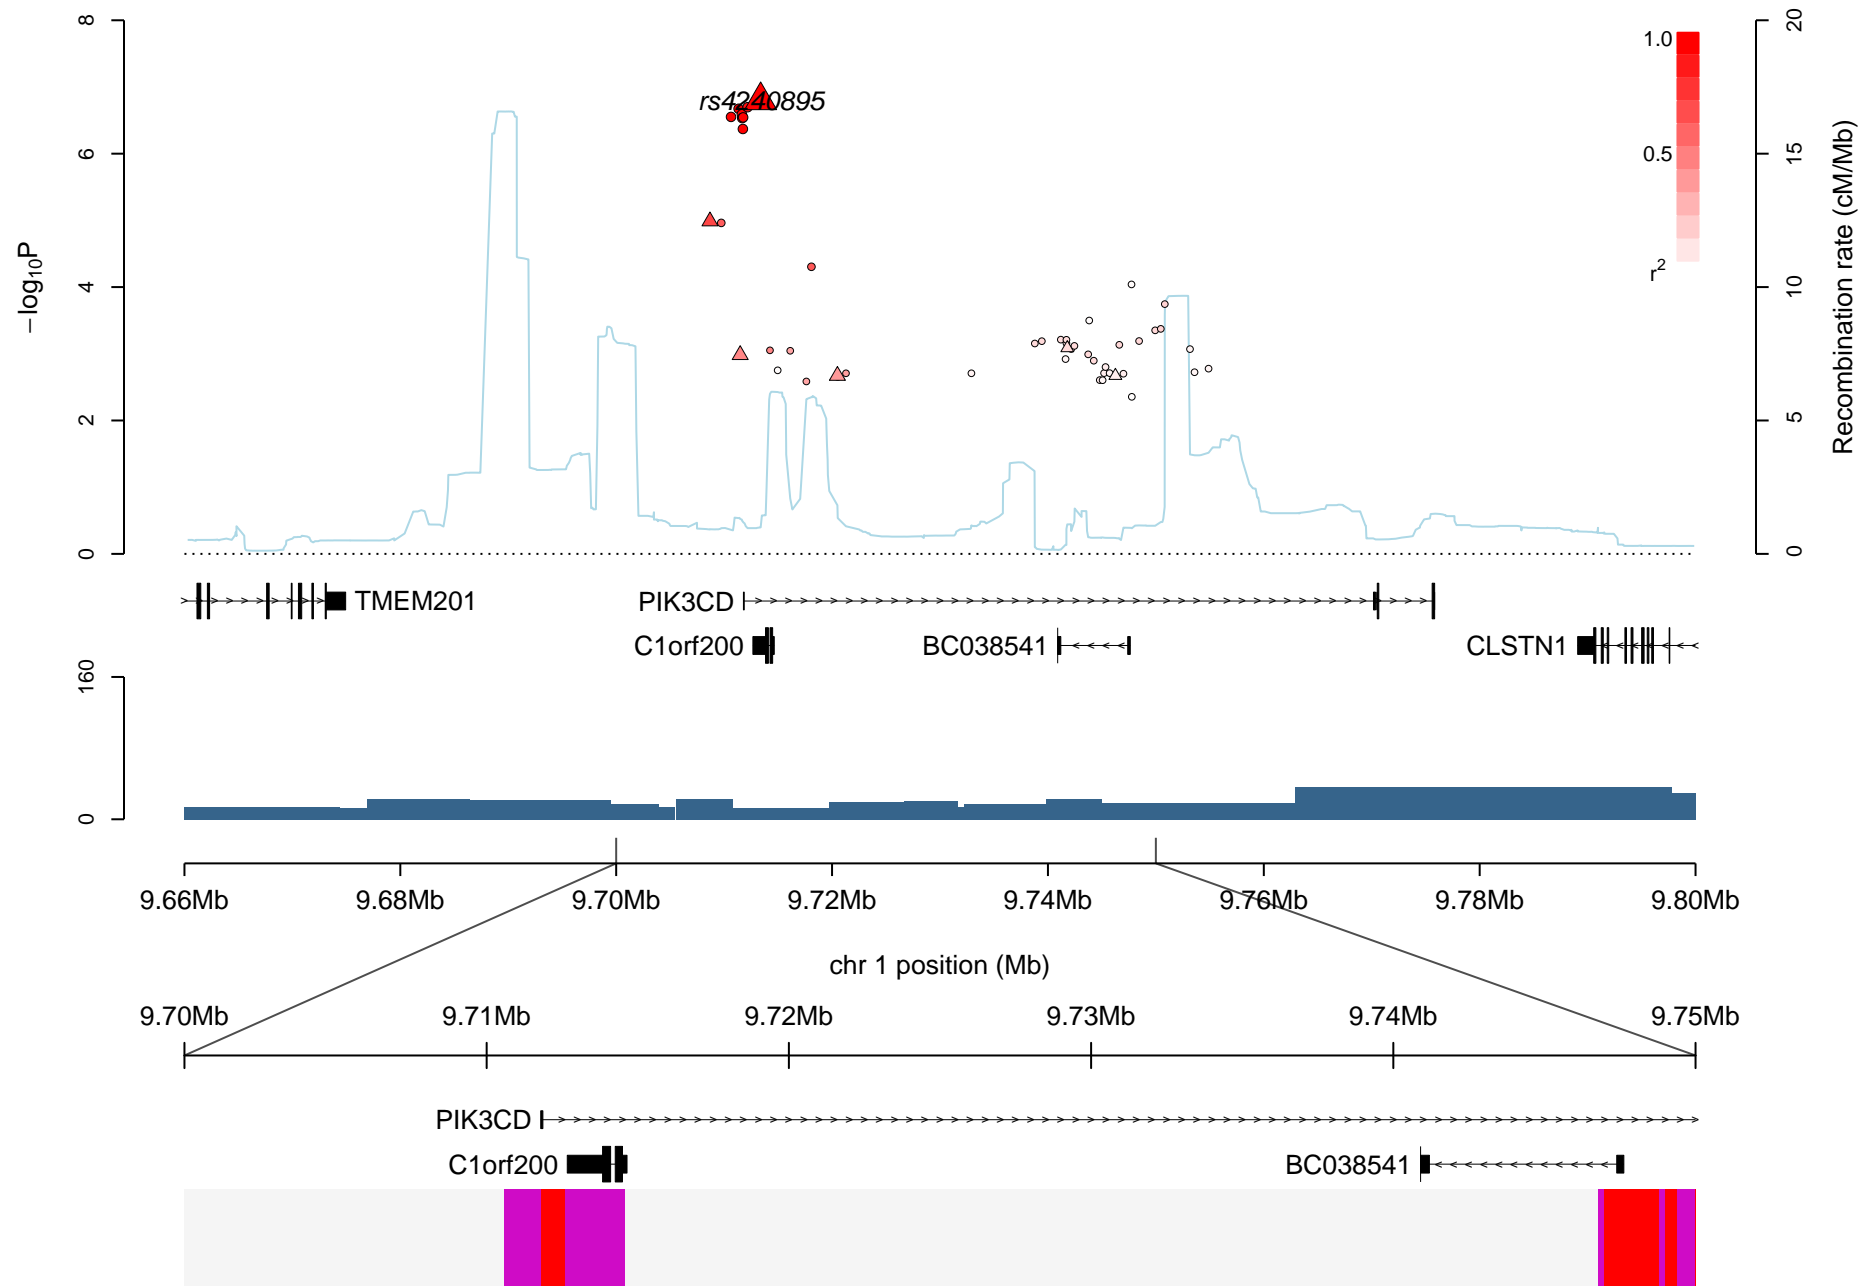 8
6
4
2
0
−log10P
rs4240895
1.0
0.5
r2
20
15
10
5
0
Recombination rate (cM/Mb)
TMEM201
PIK3CD
C1orf200
BC038541
CLSTN1
160
0
9.66Mb 9.68Mb 9.70Mb 9.72Mb 9.74Mb 9.76Mb 9.78Mb 9.80Mb
chr 1 position (Mb)
9.70Mb 9.71Mb 9.72Mb 9.73Mb 9.74Mb 9.75Mb
PIK3CD
C1orf200
BC038541